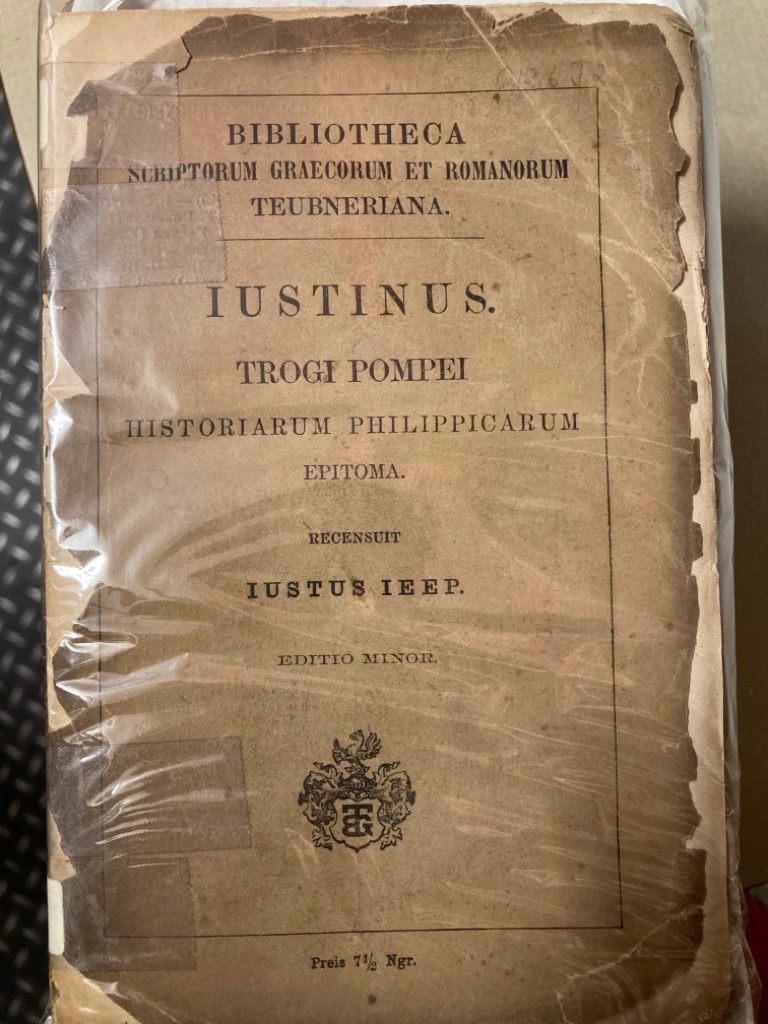 BIBLIOTHECA
SCRIPTORUM GRAECORUM ET ROMANORUM
TEUBNERIANA.
IUSTINUS.
TROGI POMPEI
HISTORIARUM PHILIPPICARUM
EPITOMA.
RECENSUIT
IUSTUS IEEP.
EDITIO MINOR.
Preis 7½ Ngr.